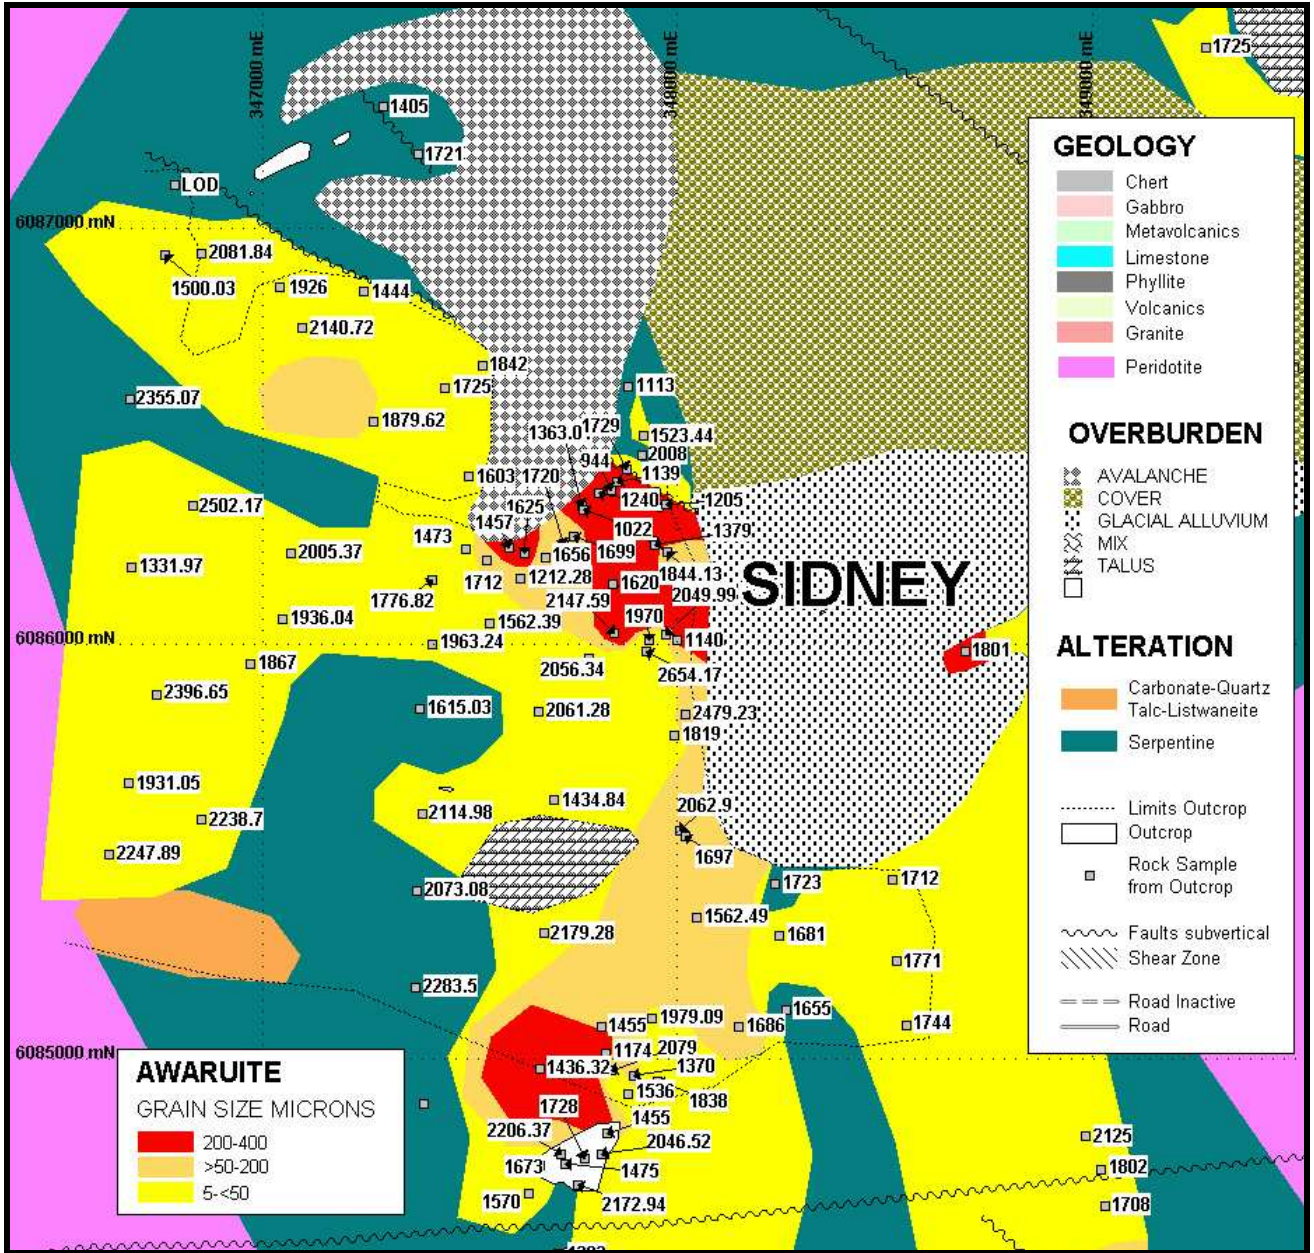 347000 mE
348000 mE
349000 mE
1725
1405
1721
LOD
6087000 mN
2081.84
1500.03
1926
1444
2140.72
1842
1725
1113
2355.07
1879.62
1729
1363.0
1523.44
2008
944
1139
1603
1720
1240
1205
2502.17
1625
1457
1022
1379
1473
2005.37
1656
1699
1331.97
1712
1212.28
1844.13
1620
2049.99
1776.82
2147.59
SIDNEY
1936.04
1562.39
1970
6086000 mN
1963.24
1140
1801
1867
2056.34
2654.17
2396.65
1615.03
2061.28
2479.23
1819
1931.05
1434.84
2062.9
2238.7
2114.98
2247.89
1697
2073.08
1723
1712
1562.49
2179.28
1681
1771
2283.5
1655
1455
1979.09
1686
1744
6085000 mN
1174
2079
1436.32
1370
1536
1838
1728
1455
2206.37
2046.52
2125
1673
1475
1802
1570
2172.94
1708
GEOLOGY
Chert
Gabbro
Metavolcanics
Limestone
Phyllite
Volcanics
Granite
Peridotite
OVERBURDEN
AVALANCHE
COVER
GLACIAL ALLUVIUM
MIX
TALUS
ALTERATION
Carbonate-Quartz
Talc-Listwaneite
Serpentine
Limits Outcrop
Outcrop
Rock Sample
from Outcrop
Faults subvertical
Shear Zone
Road Inactive
Road
AWARUITE
GRAIN SIZE MICRONS
200-400
>50-200
5-<50